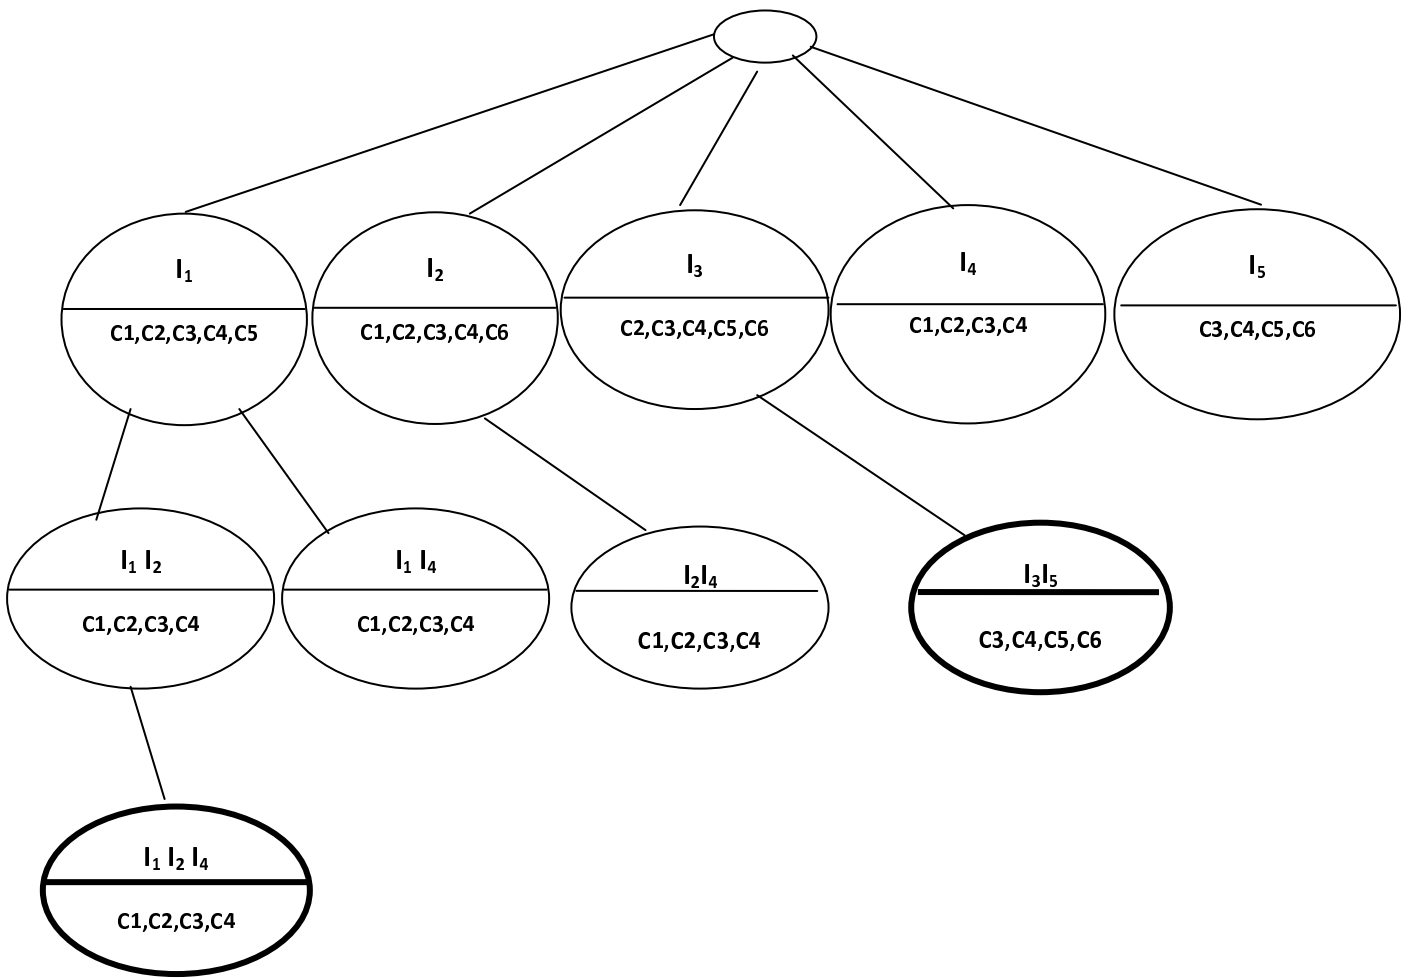 I₁
C1,C2,C3,C4,C5
I₂
C1,C2,C3,C4,C6
I₃
C2,C3,C4,C5,C6
I₄
C1,C2,C3,C4
I₅
C3,C4,C5,C6
I₁ I₂
C1,C2,C3,C4
I₁ I₄
C1,C2,C3,C4
I₂I₄
C1,C2,C3,C4
I₃I₅
C3,C4,C5,C6
I₁ I₂ I₄
C1,C2,C3,C4